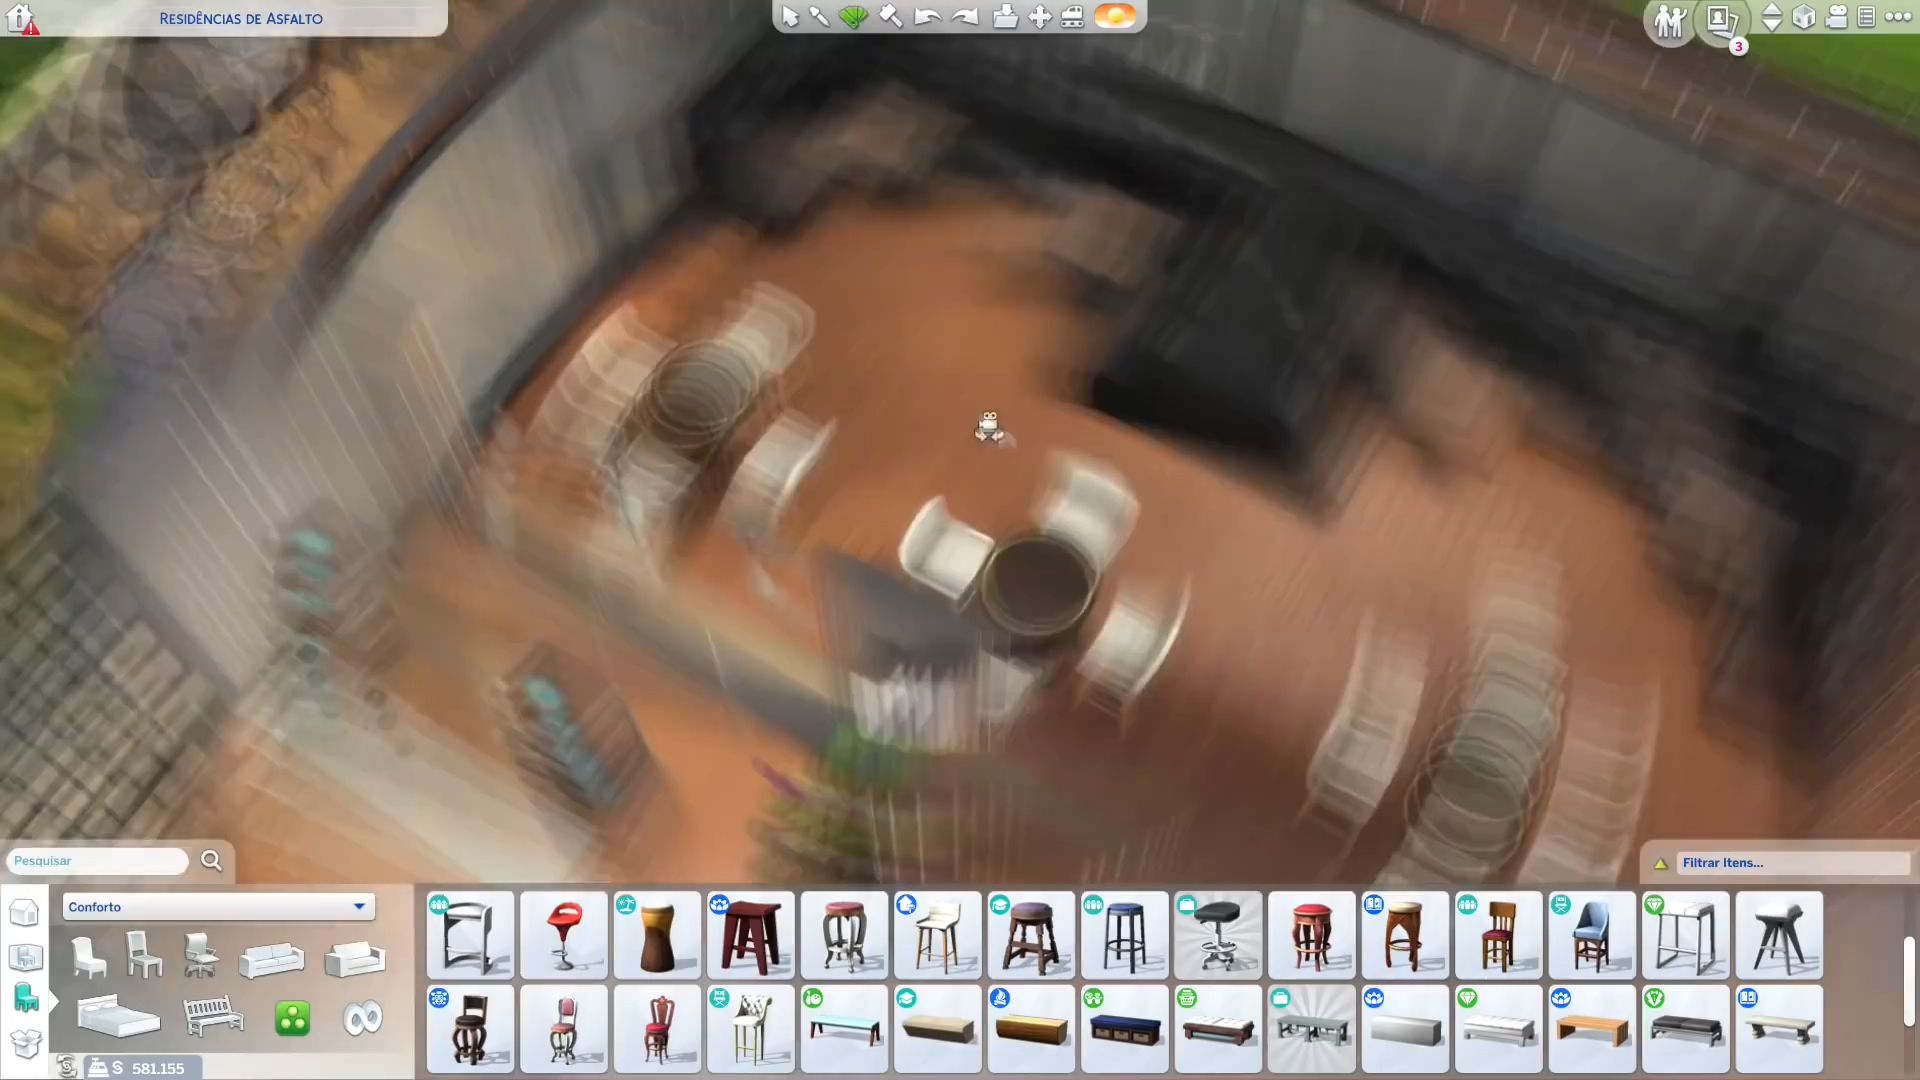 Residências de Asfalto
3
Pesquisar
Filtrar Itens...
Conforto
S 581.155